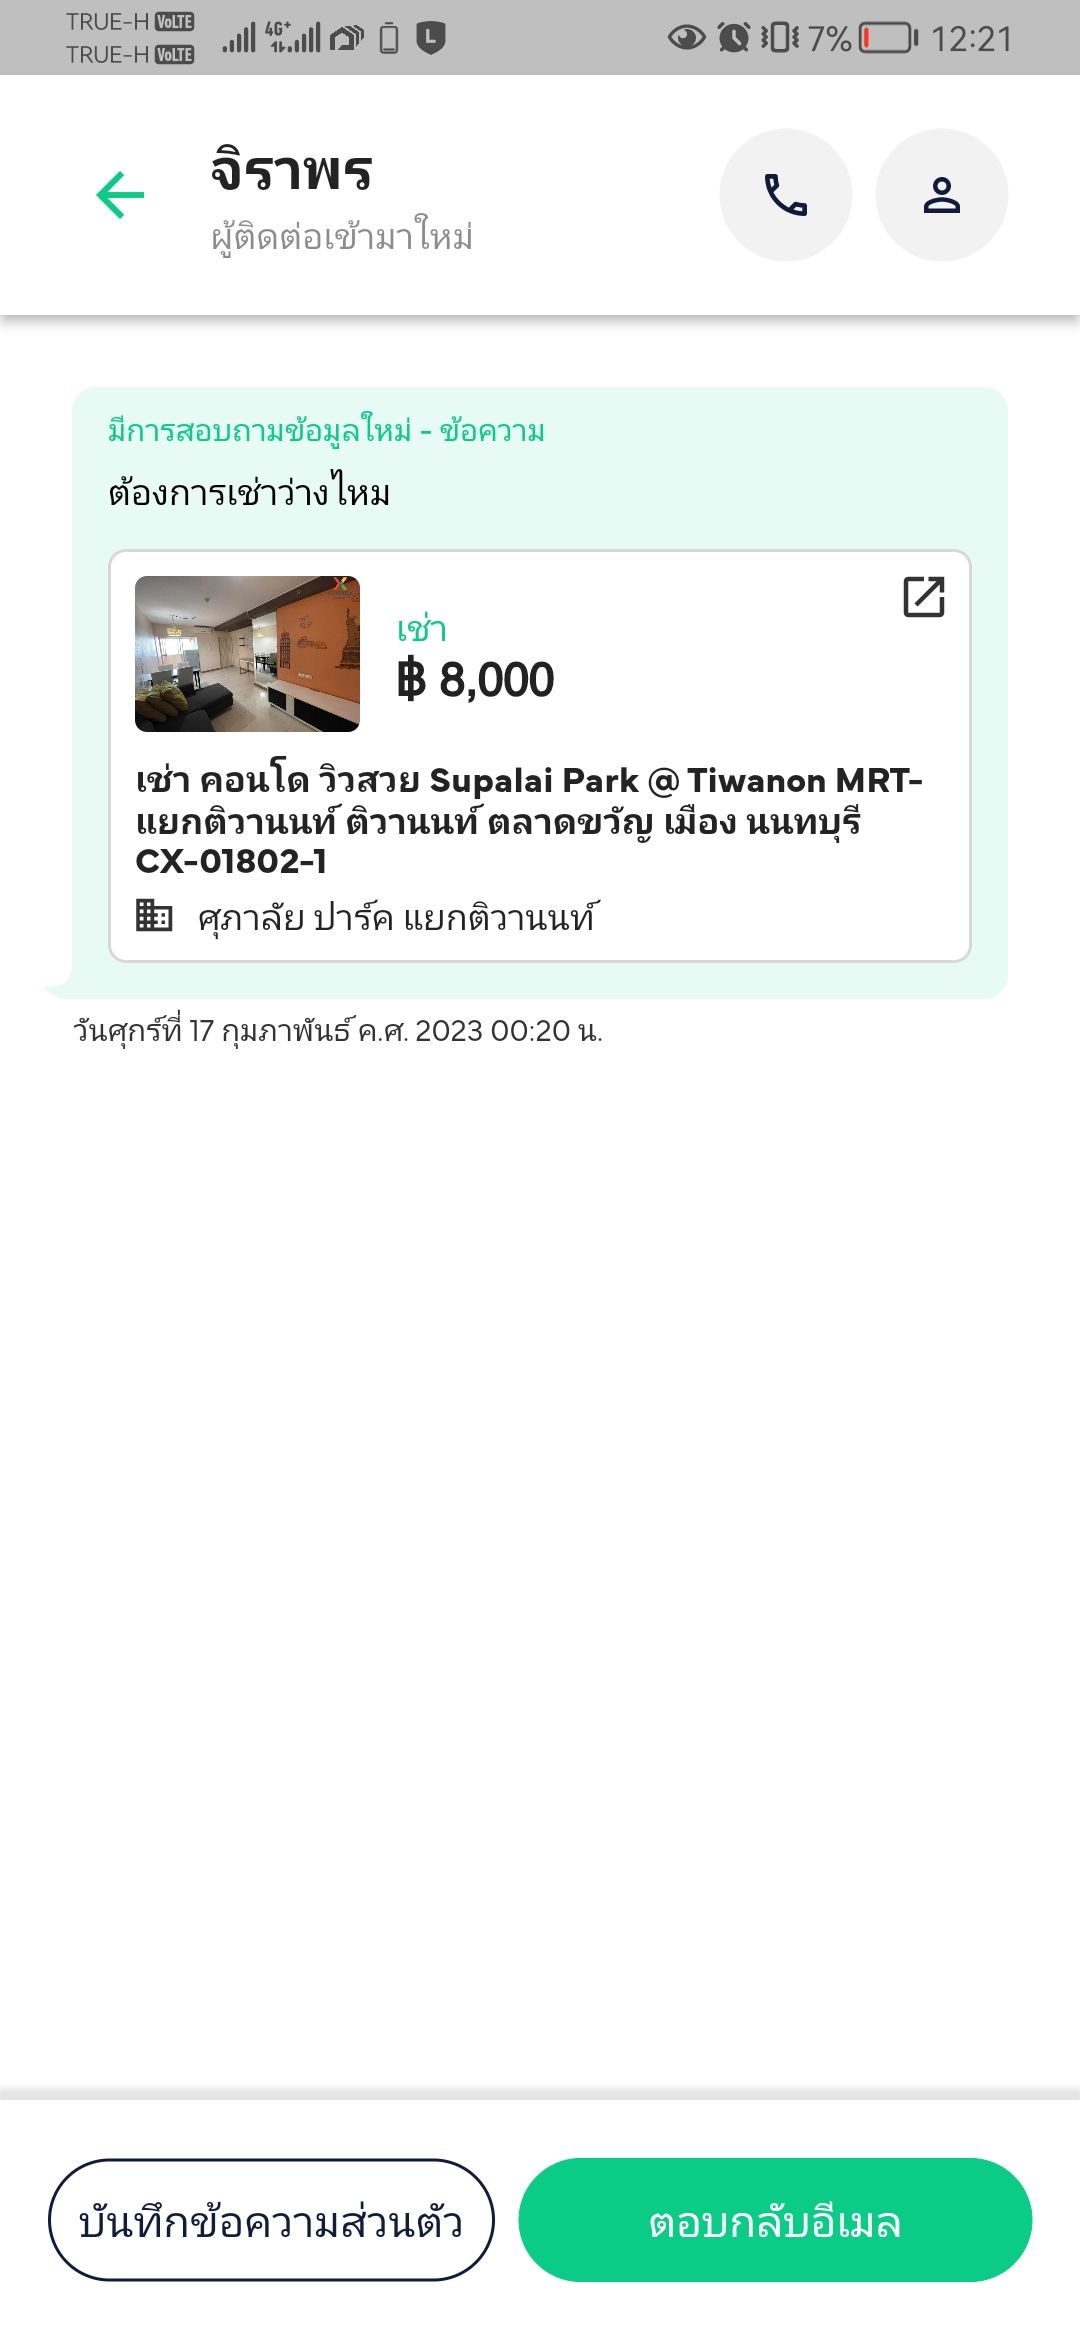 TRUE-H VoLTE
TRUE-H VoLTE
4G+
7%
12:21
จิราพร
ผู้ติดต่อเข้ามาใหม่
มีการสอบถามข้อมูลใหม่ - ข้อความ
ต้องการเช่าว่างไหม
เช่า
฿ 8,000
เช่า คอนโด วิวสวย Supalai Park @ Tiwanon MRT-
แยกติวานนท์ ติวานนท์ ตลาดขวัญ เมือง นนทบุรี
CX-01802-1
ศุภาลัย ปาร์ค แยกติวานนท์
วันศุกร์ที่ 17 กุมภาพันธ์ ค.ศ. 2023 00:20 น.
บันทึกข้อความส่วนตัว
ตอบกลับอีเมล